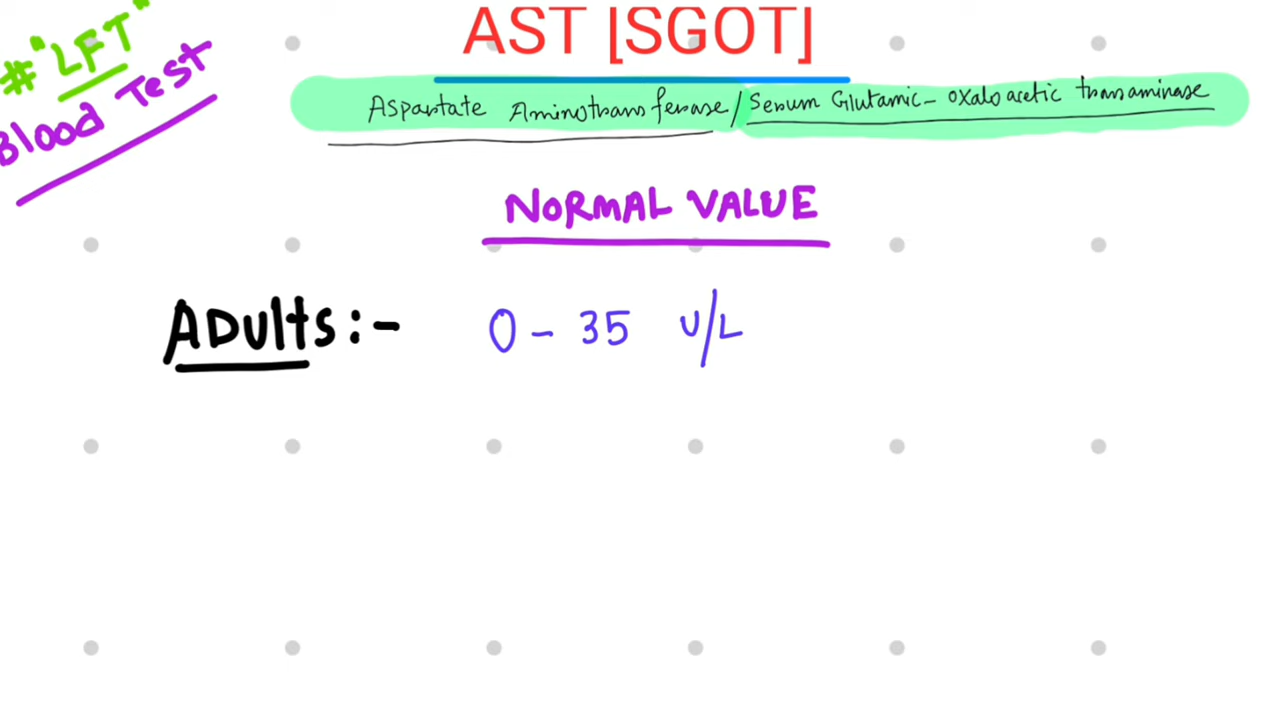 AST [SGOT]
# "LFT"
Blood Test
Aspartate Aminotransferase / Serum Glutamic - oxaloacetic transaminase
NORMAL VALUE
ADults :- 0 - 35 U/L